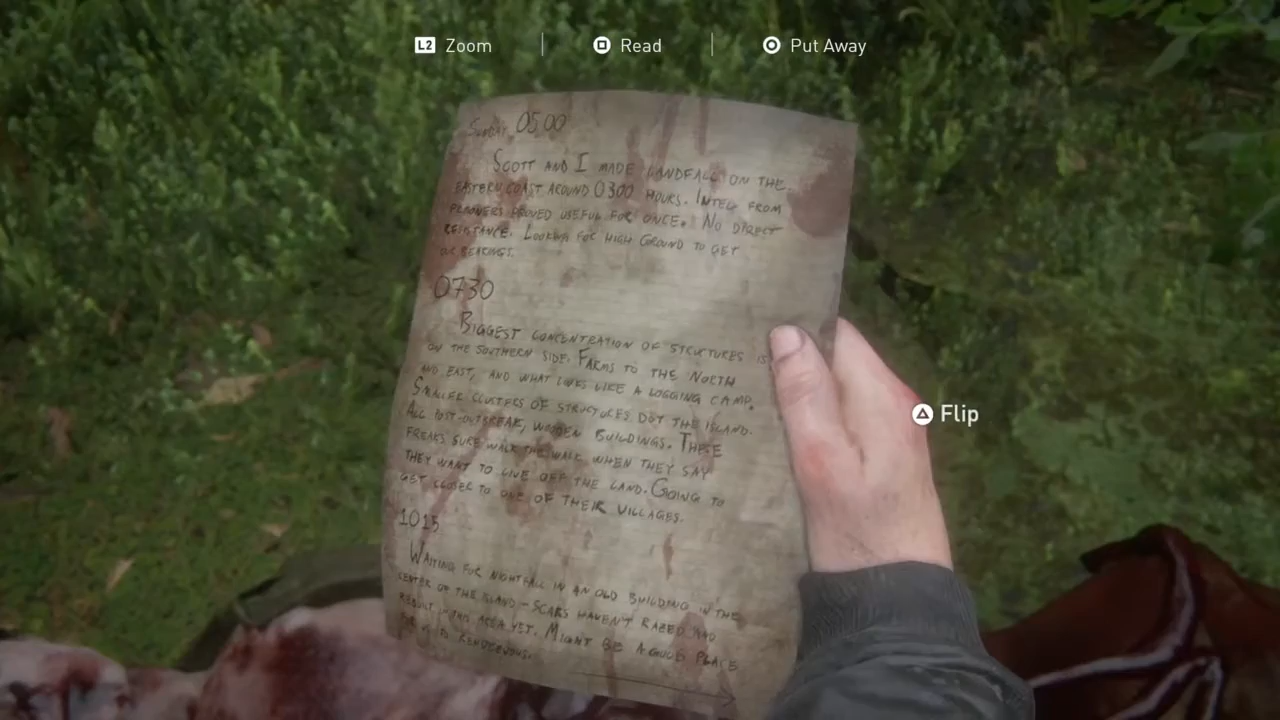 L2 Zoom
Read
Put Away
SUNDAY 0500
SCOTT AND I MADE LANDFALL ON THE
EASTERN COAST AROUND 0300 HOURS. INTEL FROM
PLANNERS PROVED USEFUL FOR ONCE. NO DIRECT
RESISTANCE. LOOKING FOR HIGH GROUND TO GET
OUR BEARINGS.
0730
BIGGEST CONCENTRATION OF STRUCTURES IS
ON THE SOUTHERN SIDE. FARMS TO THE NORTH
AND EAST, AND WHAT LOOKS LIKE A LOGGING CAMP.
SMALLER CLUSTERS OF STRUCTURES DOT THE ISLAND.
ALL POST-OUTBREAK, WOODEN BUILDINGS. THESE
FREAKS SURE WALK THE WALK WHEN THEY SAY
THEY WANT TO LIVE OFF THE LAND. GOING TO
GET CLOSER TO ONE OF THEIR VILLAGES.
Flip
1015
WAITING FOR NIGHTFALL IN AN OLD BUILDING IN THE
CENTER OF THE ISLAND - SCARS HAVEN'T RAZED AND
REBUILT IN THIS AREA YET. MIGHT BE A GOOD PLACE
TO RENDEZVOUS.